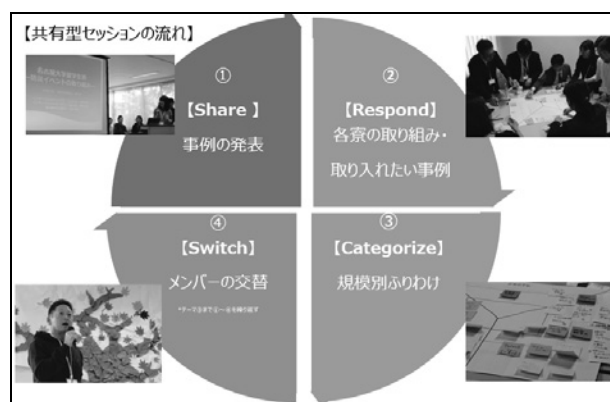 【共有型セッションの流れ】
①
【Share 】
事例の発表
②
【Respond】
各寮の取り組み・
取り入れたい事例
④
【Switch】
メンバーの交替
③
【Categorize】
規模別ふりわけ